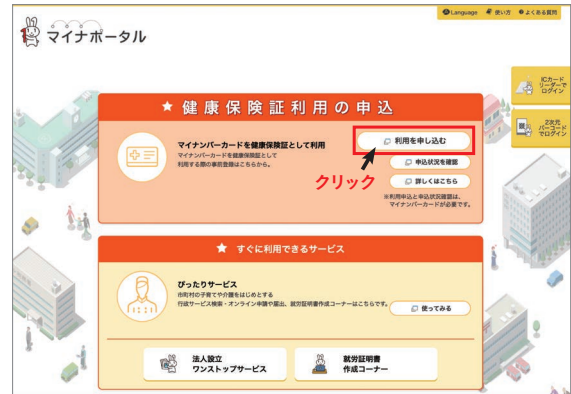 Language 使い方 よくある質問
マイナポータル
ICカード
リーダーで
ログイン
2次元
バーコード
でログイン
★ 健康保険証利用の申込
マイナンバーカードを健康保険証として利用
マイナンバーカードを健康保険証として
利用する際の事前登録はこちらから。
利用を申し込む
申込状況を確認
詳しくはこちら
クリック
※利用申込と申込状況確認は、
マイナンバーカードが必要です。
★ すぐに利用できるサービス
ぴったりサービス
市町村の子育てや介護をはじめとする
行政サービス検索・オンライン申請や届出、就労証明書作成コーナーはこちらです。
使ってみる
法人設立
ワンストップサービス
就労証明書
作成コーナー